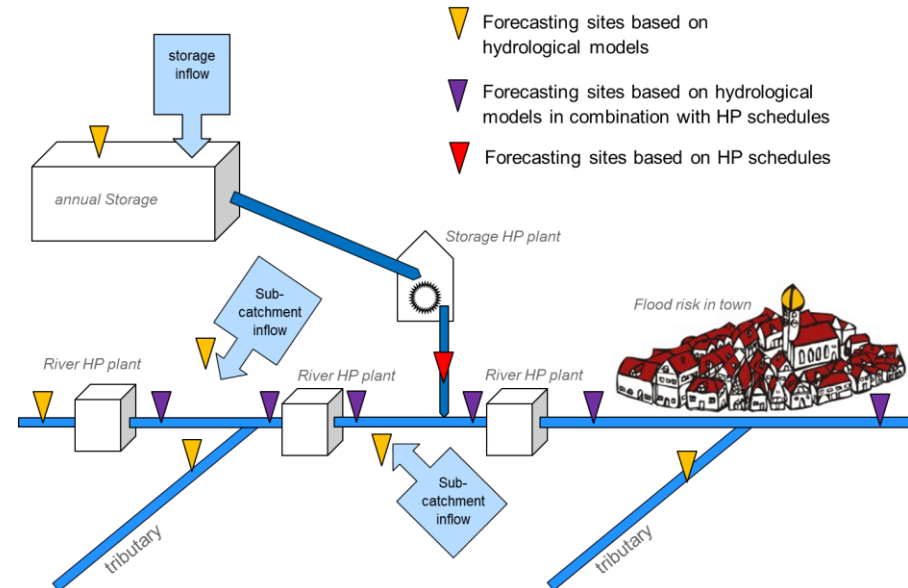 storage
inflow
Forecasting sites based on
hydrological models
Forecasting sites based on hydrological
models in combination with HP schedules
Forecasting sites based on HP schedules
annual Storage
Storage HP plant
Sub-
catchment
inflow
Flood risk in town
River HP plant
River HP plant
River HP plant
Sub-
catchment
inflow
tributary
tributary